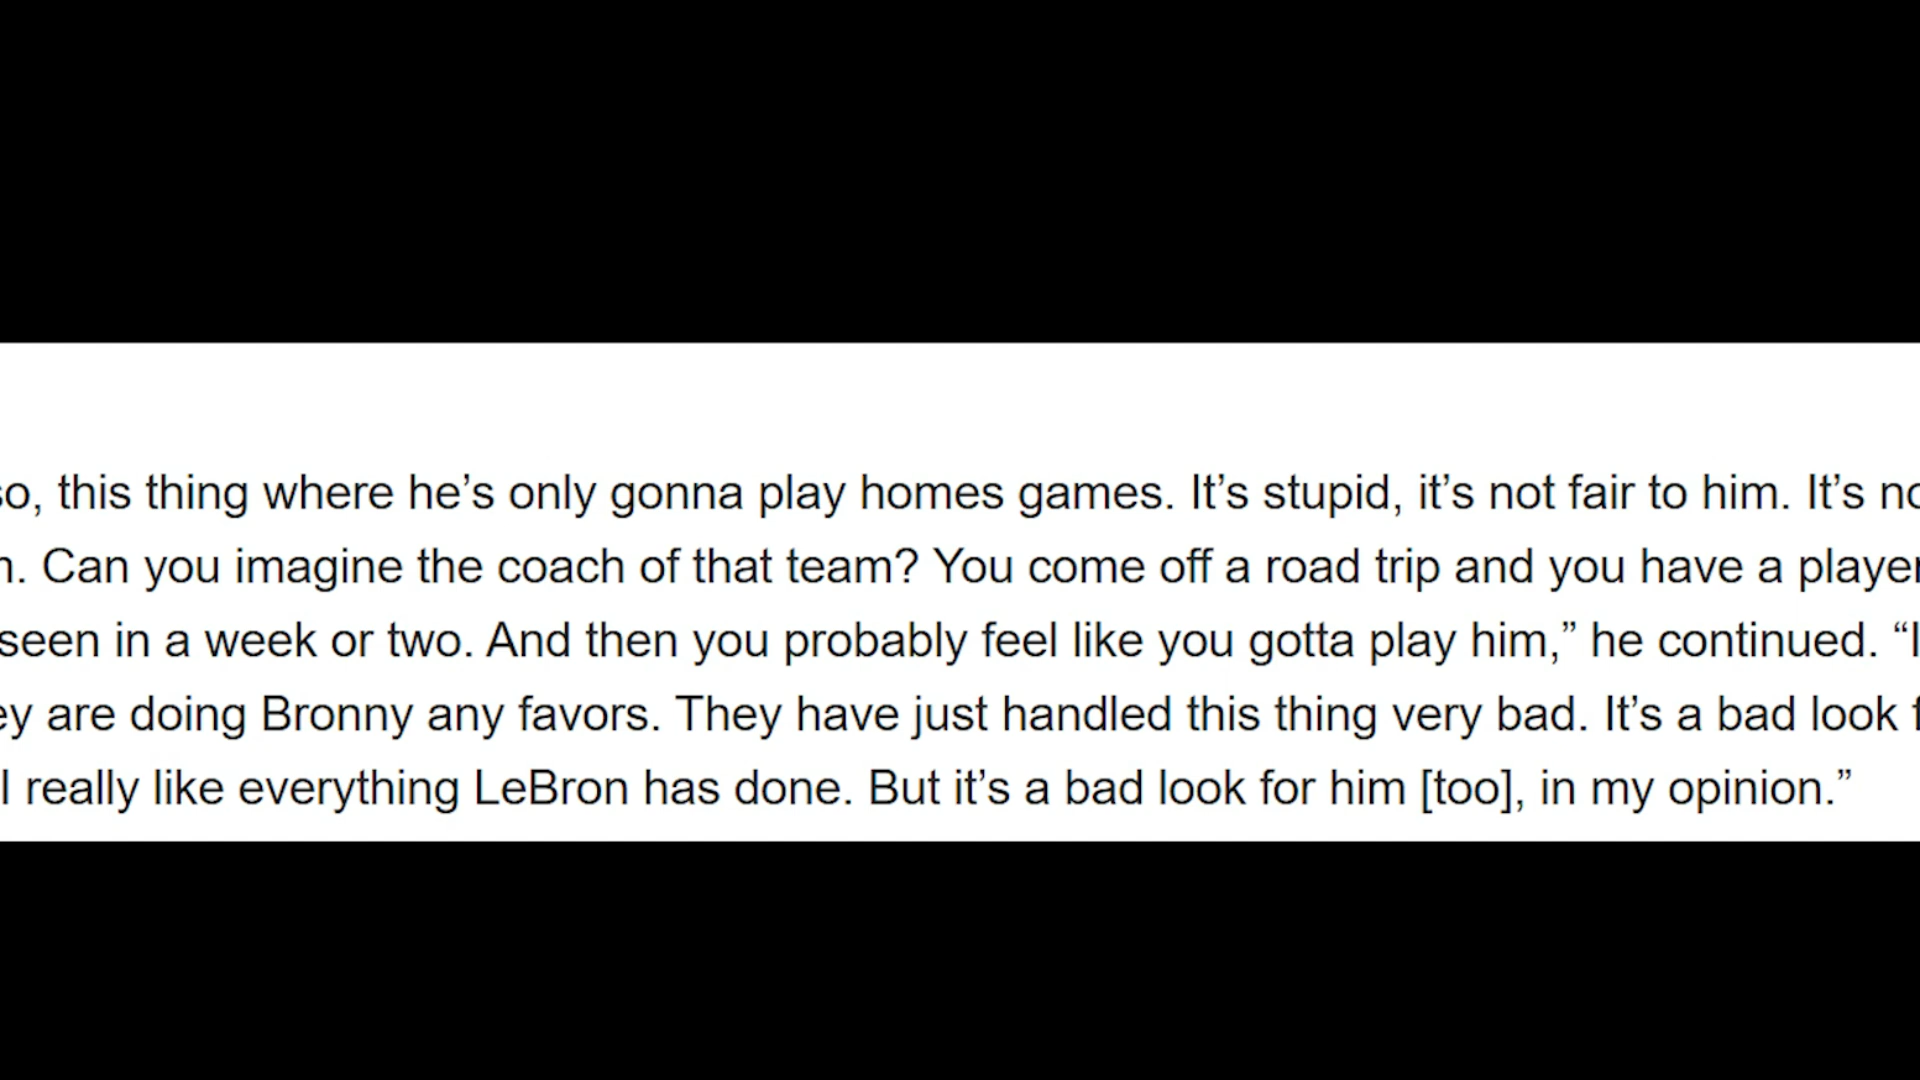 so, this thing where he’s only gonna play homes games. It’s stupid, it’s not fair to him. It’s
Can you imagine the coach of that team? You come off a road trip and you have a player
seen in a week or two. And then you probably feel like you gotta play him,” he continued. “I
are doing Bronny any favors. They have just handled this thing very bad. It’s a bad look
I really like everything LeBron has done. But it’s a bad look for him [too], in my opinion.”